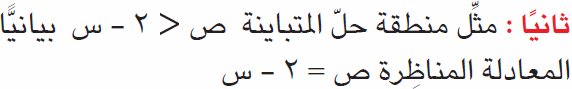 ثانيًا : مثِّل منطقة حلّ المتباينة ص < ٢ – س بيانيًّا
المعادلة المناظِرة ص = ٢ – س